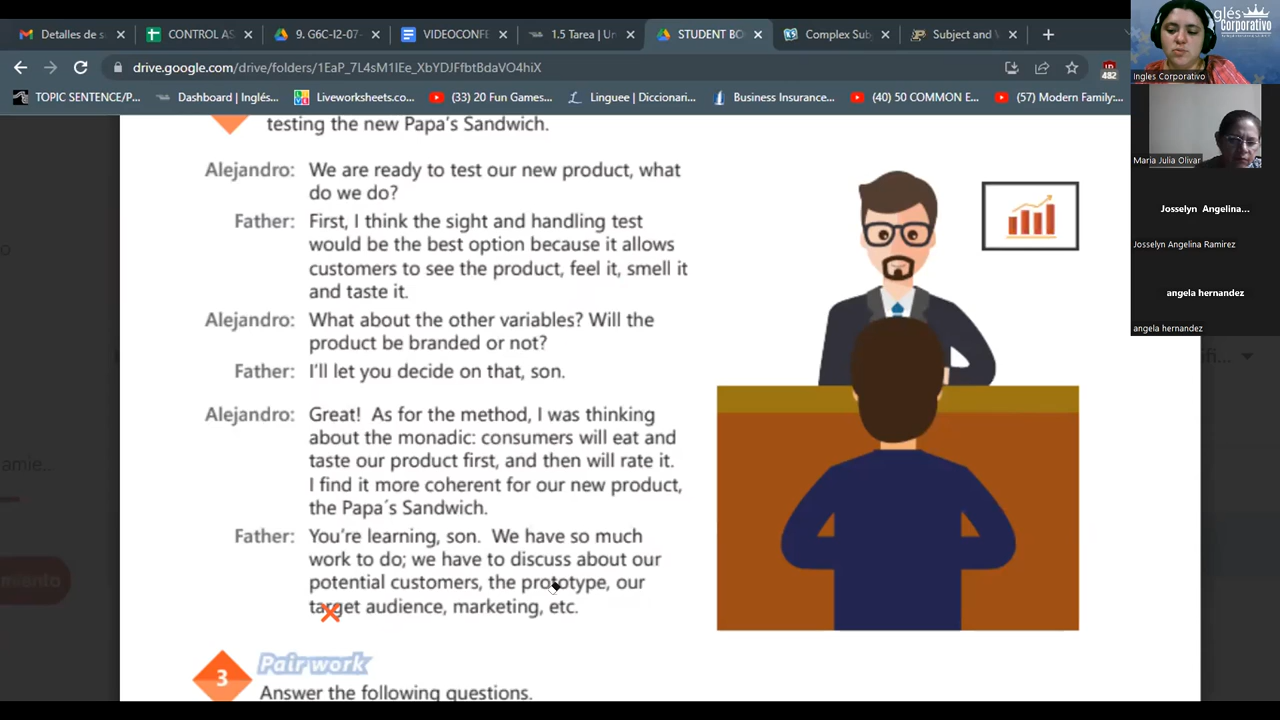 Detalles de s
CONTROL AS
9. G6C-12-07-
VIDEOCONFE
1.5 Tarea | Un
STUDENT BO
Complex Sub
Subject and V
glés
Corporativo
drive.google.com/drive/folders/1EaP_7L4sM1IEe_XbYDJFfbtBdaVO4hiX
482
TOPIC SENTENCE/P...
Dashboard | Inglés...
Liveworksheets.co...
(33) 20 Fun Games...
Linguee | Diccionari...
Business Insurance...
(40) 50 COMMON E...
(57) Modern Family:...
Ingles Corporativo
Maria Julia Olivar
Josselyn Angelina...
Josselyn Angelina Ramirez
angela hernandez
angela hernandez
testing the new Papa's Sandwich.
Alejandro: We are ready to test our new product, what
do we do?
Father: First, I think the sight and handling test
would be the best option because it allows
customers to see the product, feel it, smell it
and taste it.
Alejandro: What about the other variables? Will the
product be branded or not?
Father: I'll let you decide on that, son.
Alejandro: Great! As for the method, I was thinking
about the monadic: consumers will eat and
taste our product first, and then will rate it.
I find it more coherent for our new product,
the Papa´s Sandwich.
Father: You're learning, son. We have so much
work to do; we have to discuss about our
potential customers, the prototype, our
target audience, marketing, etc.
3
Pair work
Answer the following questions.